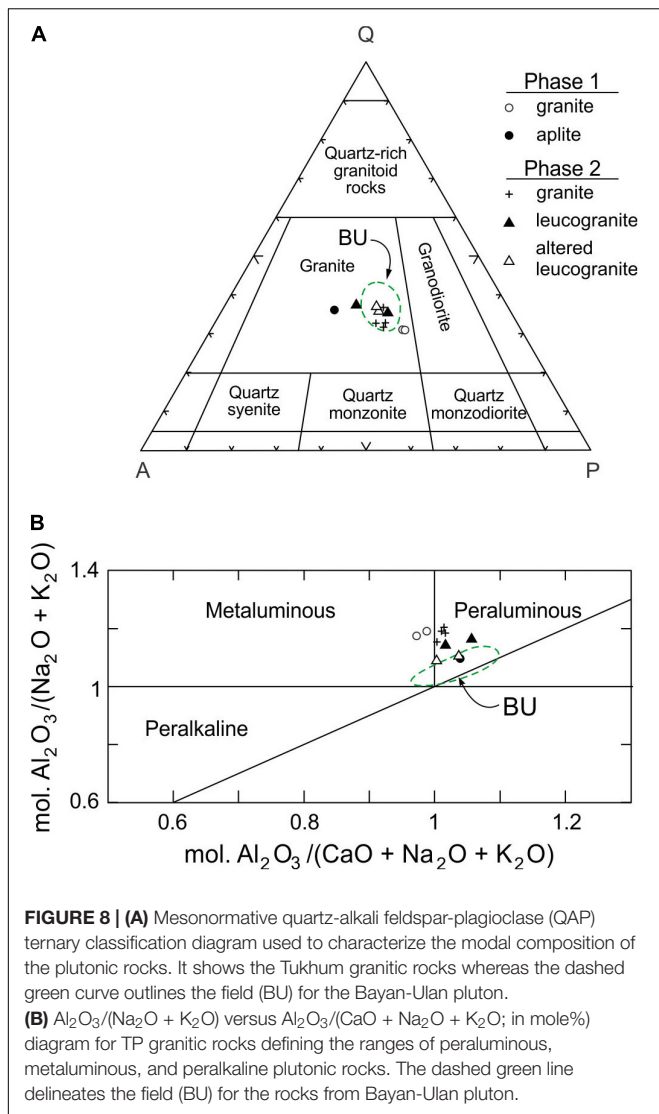 A
Q
Phase 1
○ granite
● aplite
Phase 2
+ granite
▲ leucogranite
△ altered
leucogranite
Quartz-rich
granitoid
rocks
BU
Granite
Granodiorite
Quartz
syenite
Quartz
monzonite
Quartz
monzodiorite
A
P
B
mol. Al₂O₃/(Na₂O + K₂O)
1.4
1
0.6
Metaluminous
Peraluminous
Peralkaline
BU
0.6
0.8
1
1.2
mol. Al₂O₃/(CaO + Na₂O + K₂O)
FIGURE 8 | (A) Mesonormative quartz-alkali feldspar-plagioclase (QAP)
ternary classification diagram used to characterize the modal composition of
the plutonic rocks. It shows the Tukhum granitic rocks whereas the dashed
green curve outlines the field (BU) for the Bayan-Ulan pluton.
(B) Al₂O₃/(Na₂O + K₂O) versus Al₂O₃/(CaO + Na₂O + K₂O; in mole%)
diagram for TP granitic rocks defining the ranges of peraluminous,
metaluminous, and peralkaline plutonic rocks. The dashed green line
delineates the field (BU) for the rocks from Bayan-Ulan pluton.